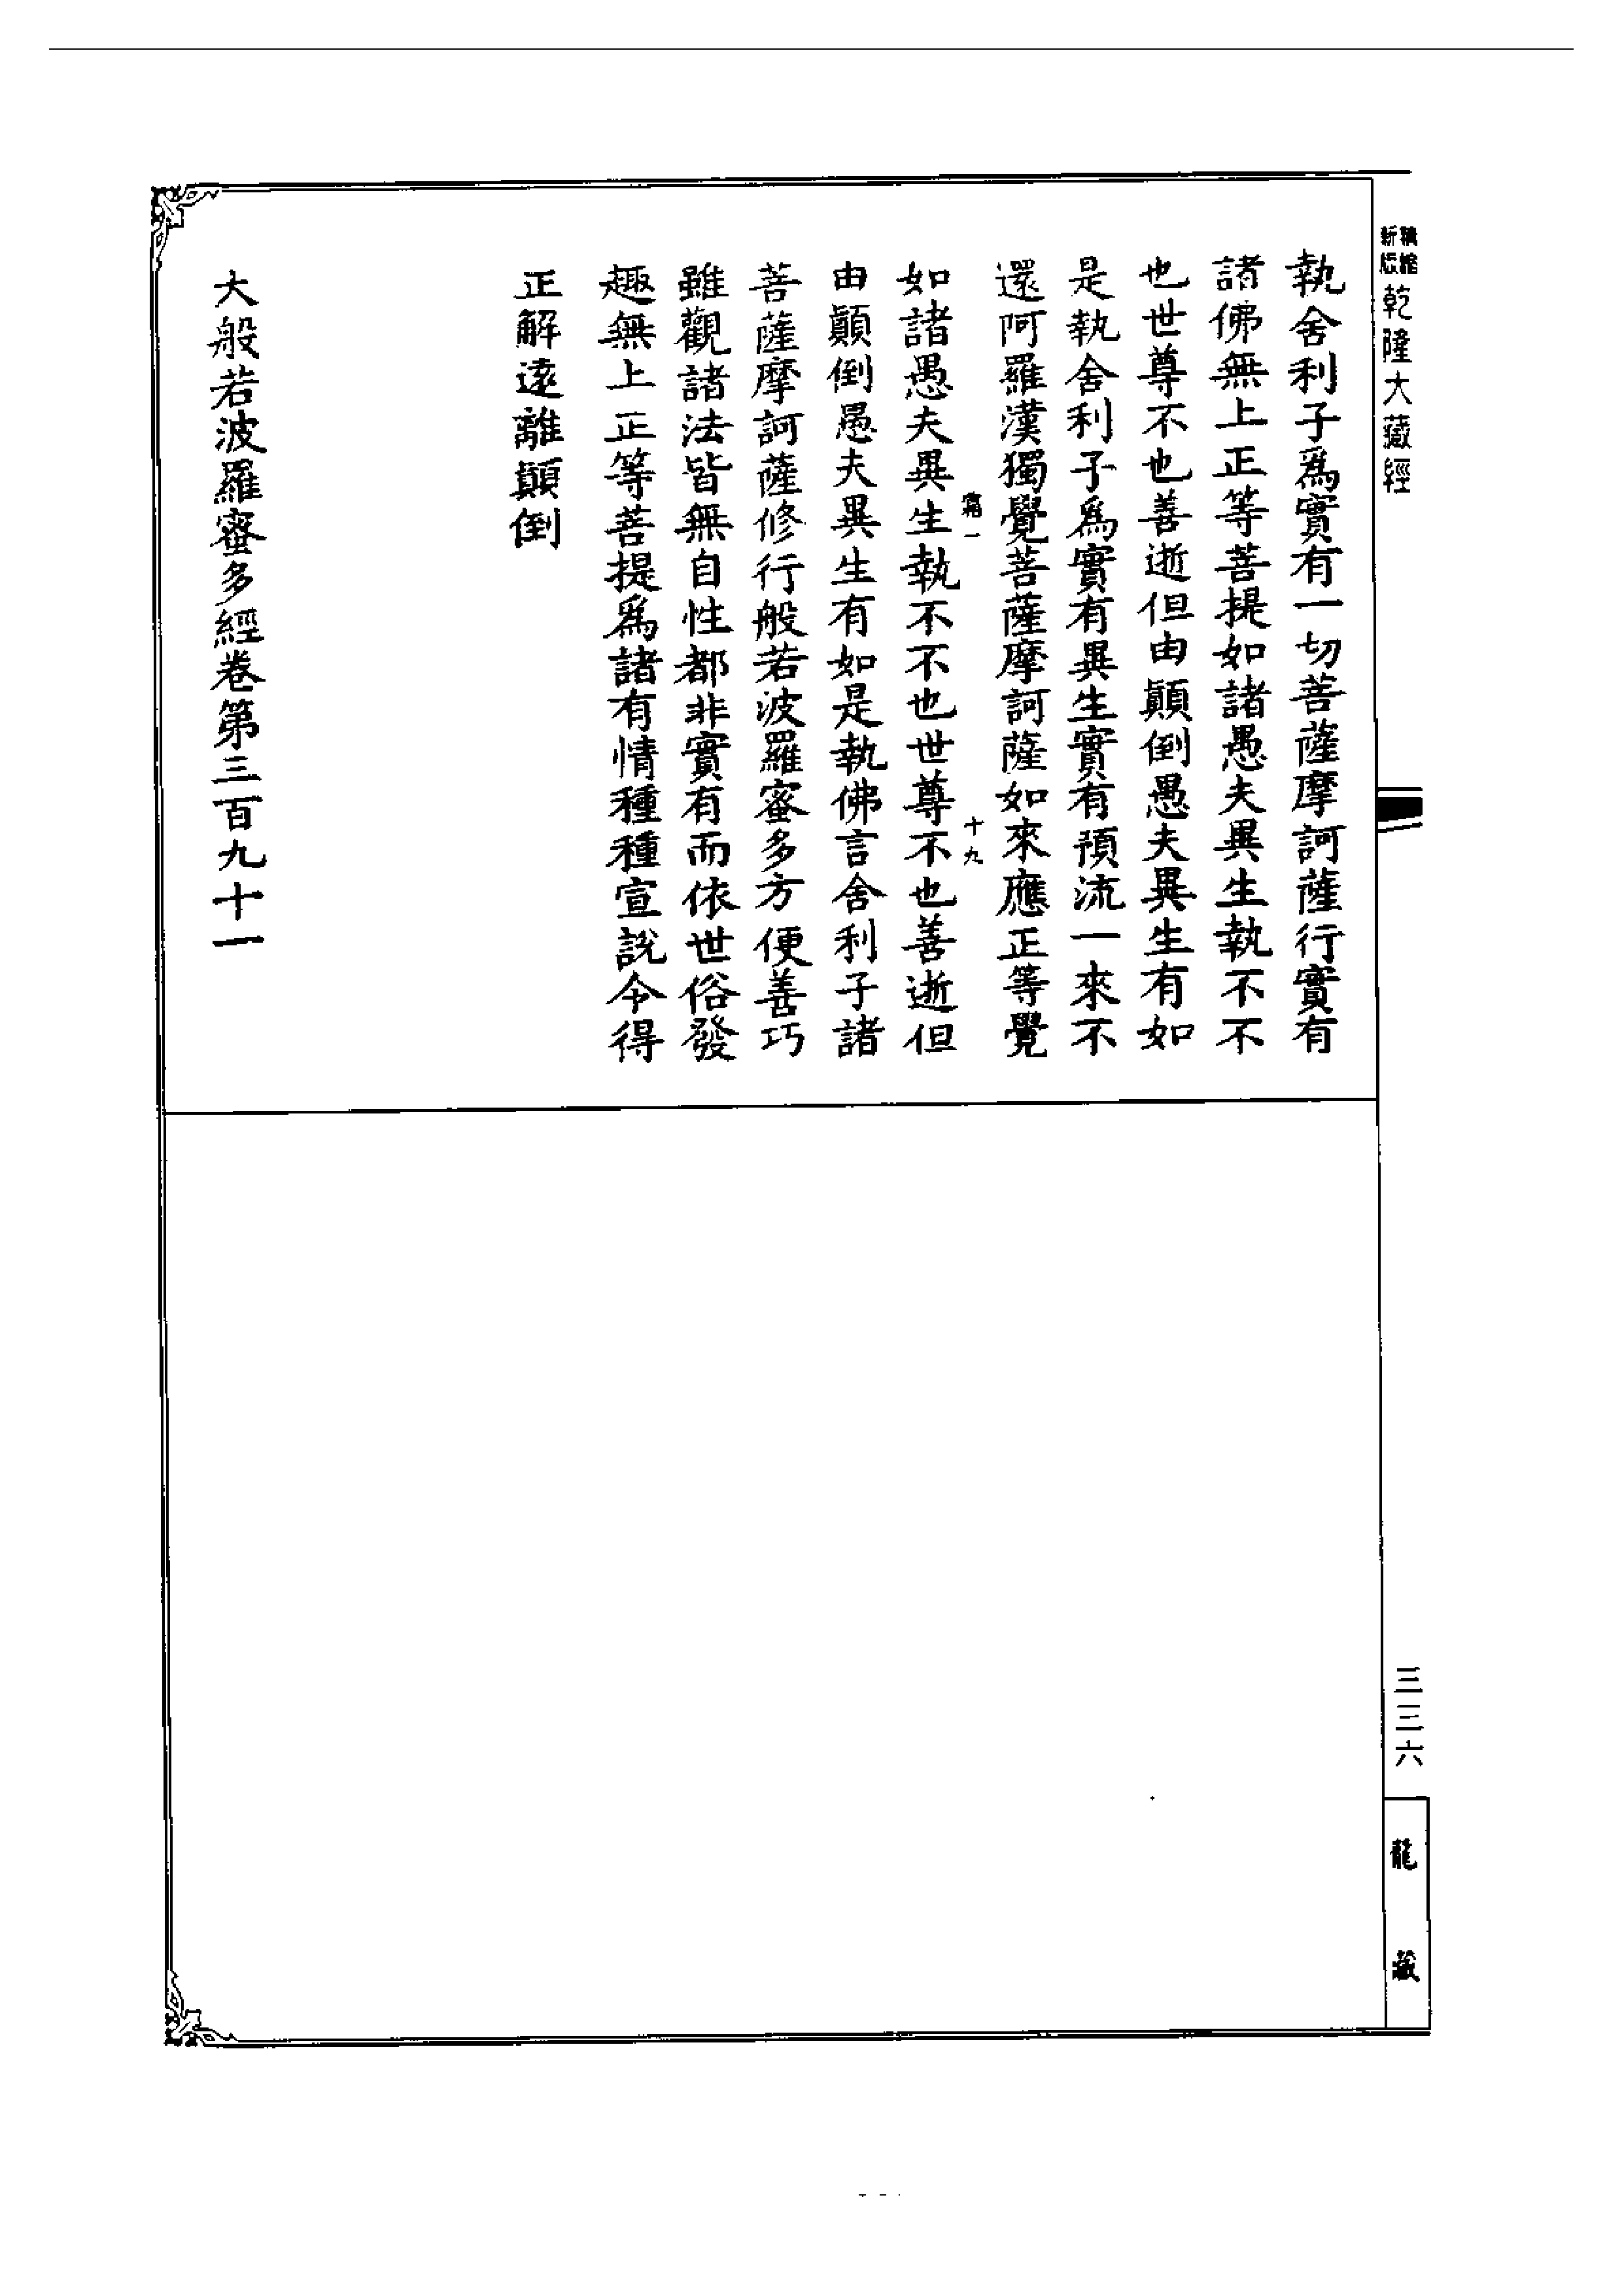 新編縮版
乾隆大藏經
三三六
龍藏
執舍利子為實有一切菩薩摩訶薩行實有
諸佛無上正等菩提如諸愚夫異生執不不
也世尊不也善逝但由顛倒愚夫異生有如
是執舍利子為實有異生實有預流一來不
還阿羅漢獨覺菩薩摩訶薩如來應正等覺
霜一
十九
如諸愚夫異生執不不也世尊不也善逝但
由顛倒愚夫異生有如是執佛言舍利子諸
菩薩摩訶薩修行般若波羅蜜多方便善巧
雖觀諸法皆無自性都非實有而依世俗發
趣無上正等菩提為諸有情種種宣說令得
正解遠離顛倒
大般若波羅蜜多經卷第三百九十一